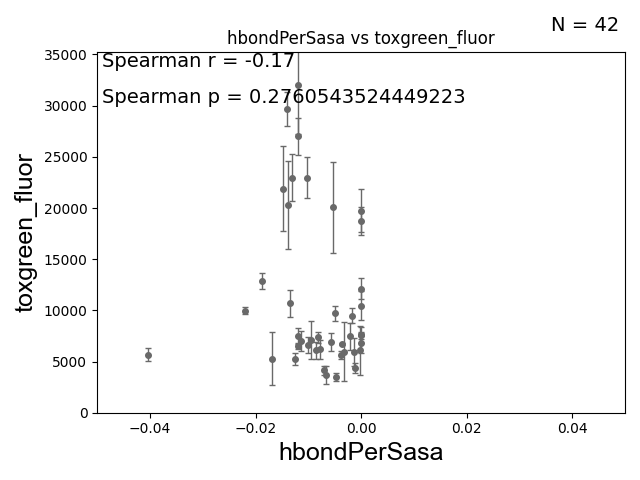 N = 42
hbondPerSasa vs toxgreen_fluor
Spearman r = -0.17
Spearman p = 0.2760543524449223
35000
30000
25000
20000
15000
10000
5000
0
toxgreen_fluor
−0.04
−0.02
0.00
0.02
0.04
hbondPerSasa